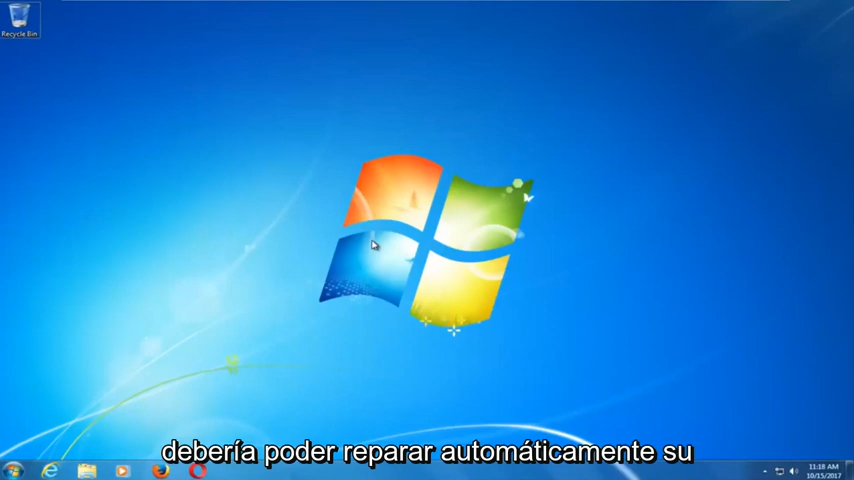 Recycle Bin
debería poder reparar automáticamente su
11:18 AM
10/15/2017